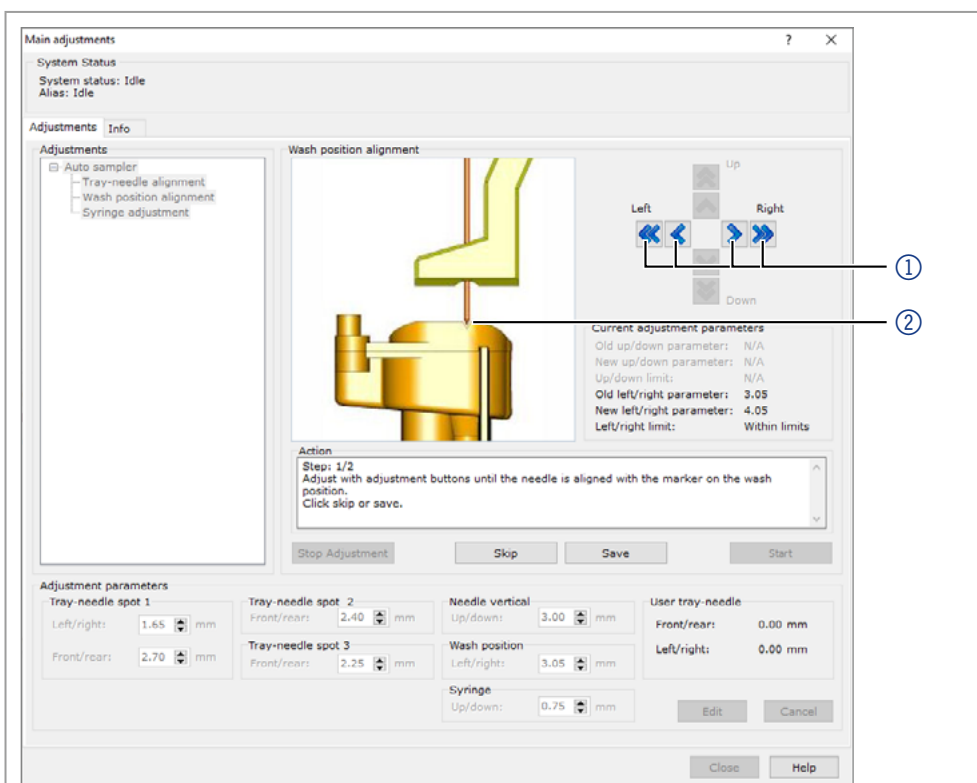 Main adjustments
?
System Status
System status: Idle
Alias: Idle
Adjustments
Info
Adjustments
Auto sampler
Tray-needle alignment
Wash position alignment
Syringe adjustment
Wash position alignment
Up
Left
Right
Down
1
2
Current adjustment parameters
Old up/down parameter: N/A
New up/down parameter: N/A
Up/down limit: N/A
Old left/right parameter: 3.05
New left/right parameter: 4.05
Left/right limit: Within limits
Action
Step: 1/2
Adjust with adjustment buttons until the needle is aligned with the marker on the wash
position.
Click skip or save.
Stop Adjustment
Skip
Save
Start
Adjustment parameters
Tray-needle spot 1
Left/right: 1.65 mm
Front/rear: 2.70 mm
Tray-needle spot 2
Front/rear: 2.40 mm
Tray-needle spot 3
Front/rear: 2.25 mm
Needle vertical
Up/down: 3.00 mm
Wash position
Left/right: 3.05 mm
Syringe
Up/down: 0.75 mm
User tray-needle
Front/rear: 0.00 mm
Left/right: 0.00 mm
Edit
Cancel
Close
Help